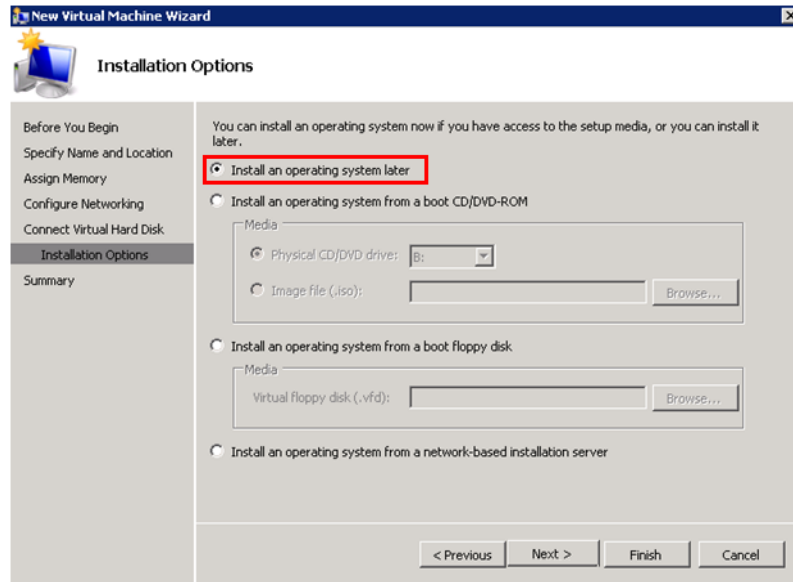 New Virtual Machine Wizard
Installation Options
Before You Begin
Specify Name and Location
Assign Memory
Configure Networking
Connect Virtual Hard Disk
Installation Options
Summary
You can install an operating system now if you have access to the setup media, or you can install it
later.
Install an operating system later
Install an operating system from a boot CD/DVD-ROM
Media
Physical CD/DVD drive: B:
Image file (.iso): Browse...
Install an operating system from a boot floppy disk
Media
Virtual floppy disk (.vfd): Browse...
Install an operating system from a network-based installation server
< Previous Next > Finish Cancel